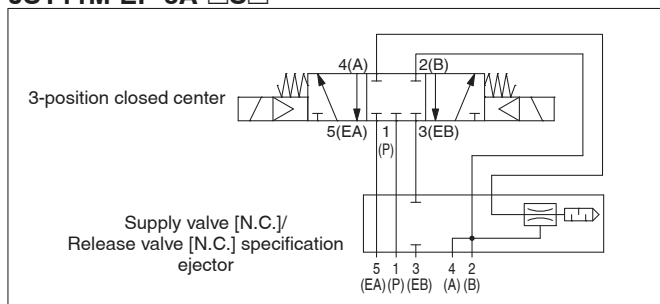 4(A)
2(B)
3-position closed center
5(EA)
1
(P)
3(EB)
Supply valve [N.C.]/
Release valve [N.C.] specification
ejector
5
1
3
4
2
(EA)
(P)
(EB)
(A)
(B)